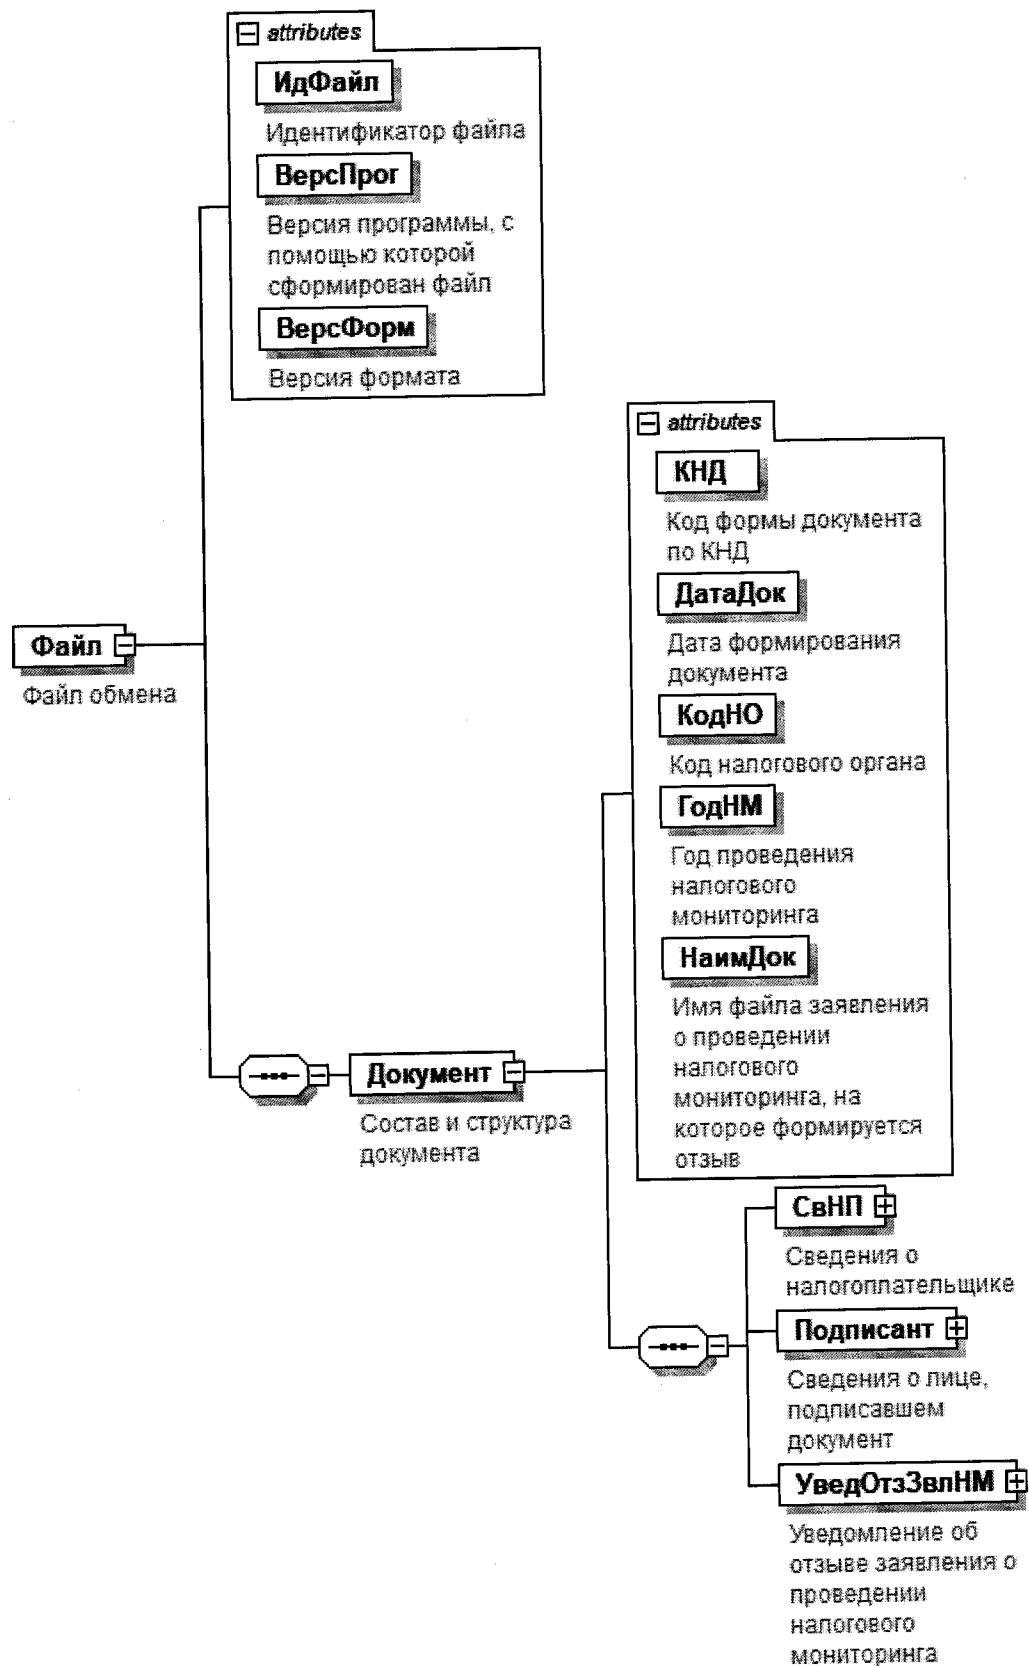 attributes
ИдФайл
Идентификатор файла
ВерсПрог
Версия программы, с
помощью которой
сформирован файл
ВерсФорм
Версия формата
Файл
Файл обмена
attributes
КНД
Код формы документа
по КНД
ДатаДок
Дата формирования
документа
КодНО
Код налогового органа
ГодНМ
Год проведения
налогового
мониторинга
НаимДок
Имя файла заявления
о проведении
налогового
мониторинга, на
которое формируется
отзыв
Документ
Состав и структура
документа
СвНП
Сведения о
налогоплательщике
Подписант
Сведения о лице,
подписавшем
документ
УведОтзЗвлНМ
Уведомление об
отзыве заявления о
проведении
налогового
мониторинга